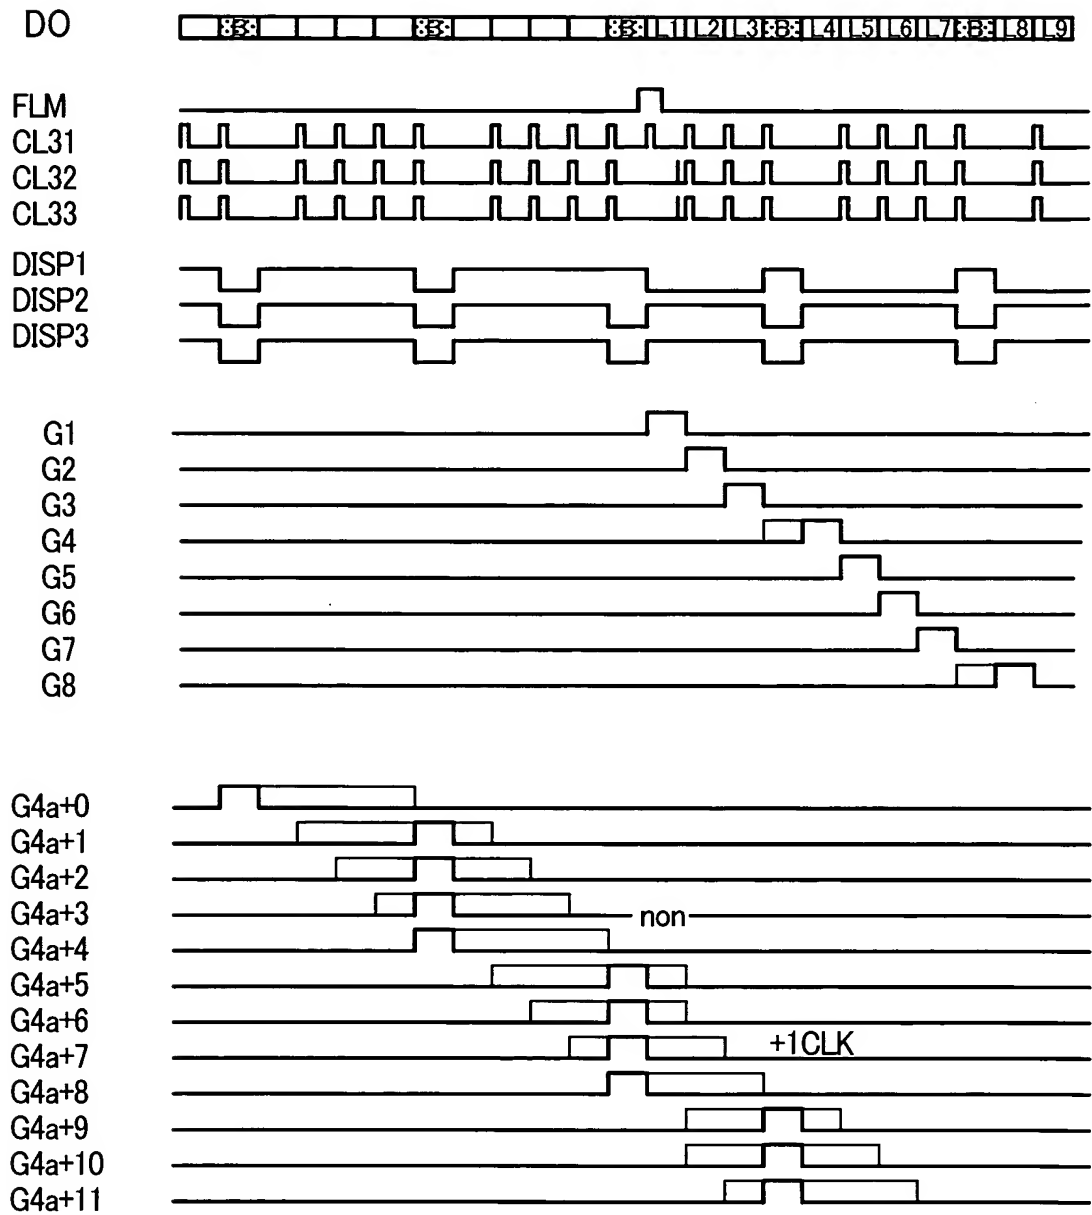 DO B B B L1 L2 L3 B L4 L5 L6 L7 B L8 L9
FLM
CL31
CL32
CL33
DISP1
DISP2
DISP3
G1
G2
G3
G4
G5
G6
G7
G8
G4a+0
G4a+1
G4a+2
G4a+3 non
G4a+4
G4a+5
G4a+6
G4a+7 +1CLK
G4a+8
G4a+9
G4a+10
G4a+11